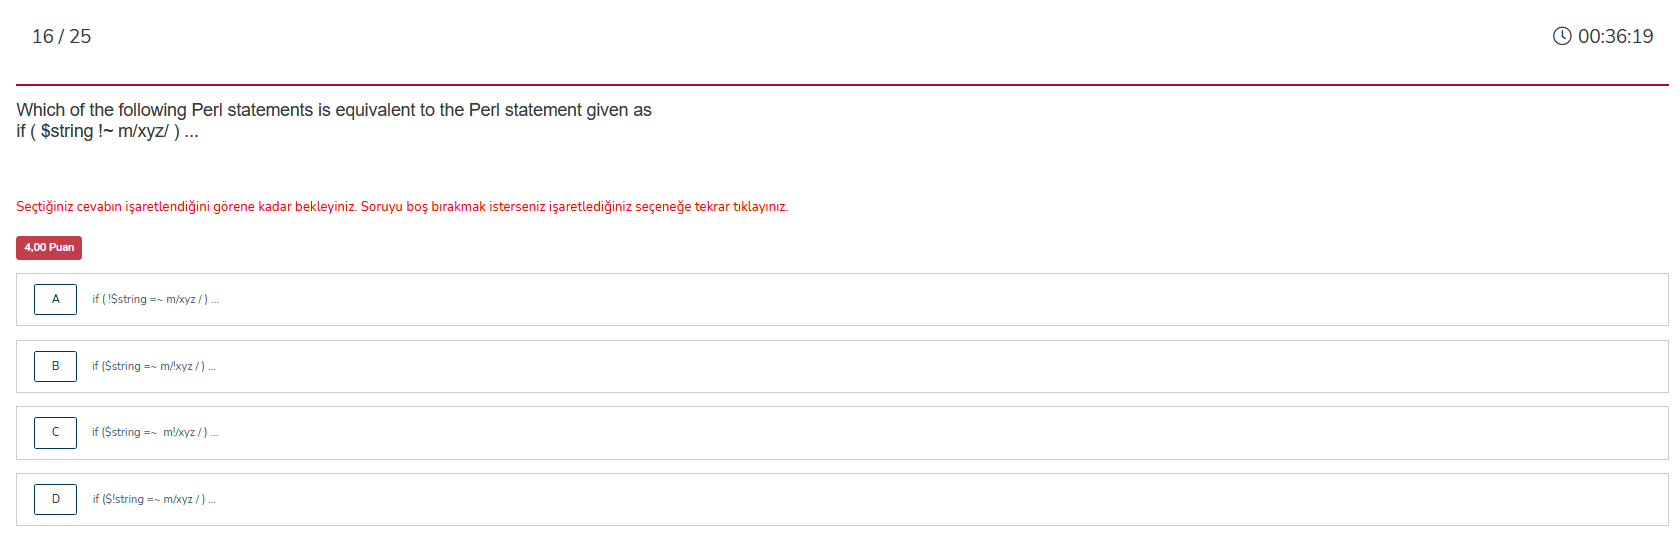 16 / 25
00:36:19
Which of the following Perl statements is equivalent to the Perl statement given as
if ( $string !~ m/xyz/ ) ...
Seçtiğiniz cevabın işaretlendiğini görene kadar bekleyiniz. Soruyu boş bırakmak isterseniz işaretlediğiniz seçeneğe tekrar tıklayınız.
4,00 Puan
A if ( !$string =~ m/xyz / ) ...
B if ($string =~ m/!xyz / ) ...
C if ($string =~ m!/xyz / ) ...
D if ($!string =~ m/xyz / ) ...